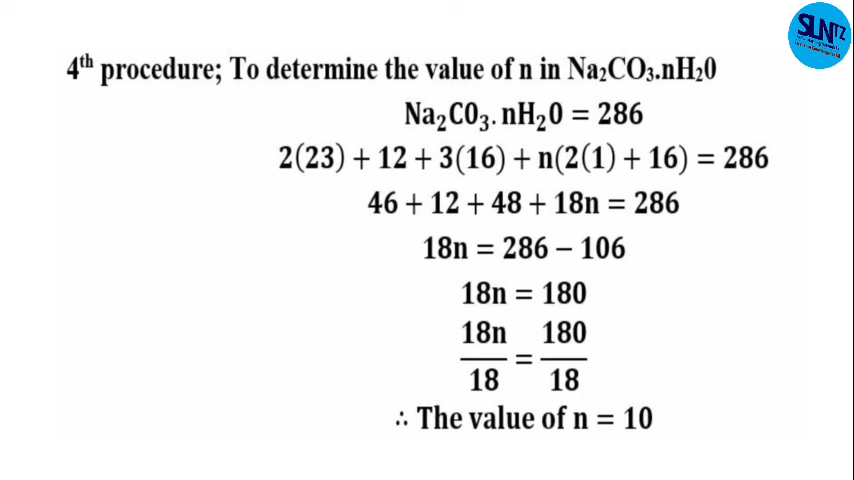 SLNTZ
4th procedure; To determine the value of n in Na₂CO₃.nH₂0
Na₂C0₃. nH₂0 = 286
2(23) + 12 + 3(16) + n(2(1) + 16) = 286
46 + 12 + 48 + 18n = 286
18n = 286 − 106
18n = 180
18n/18 = 180/18
∴ The value of n = 10